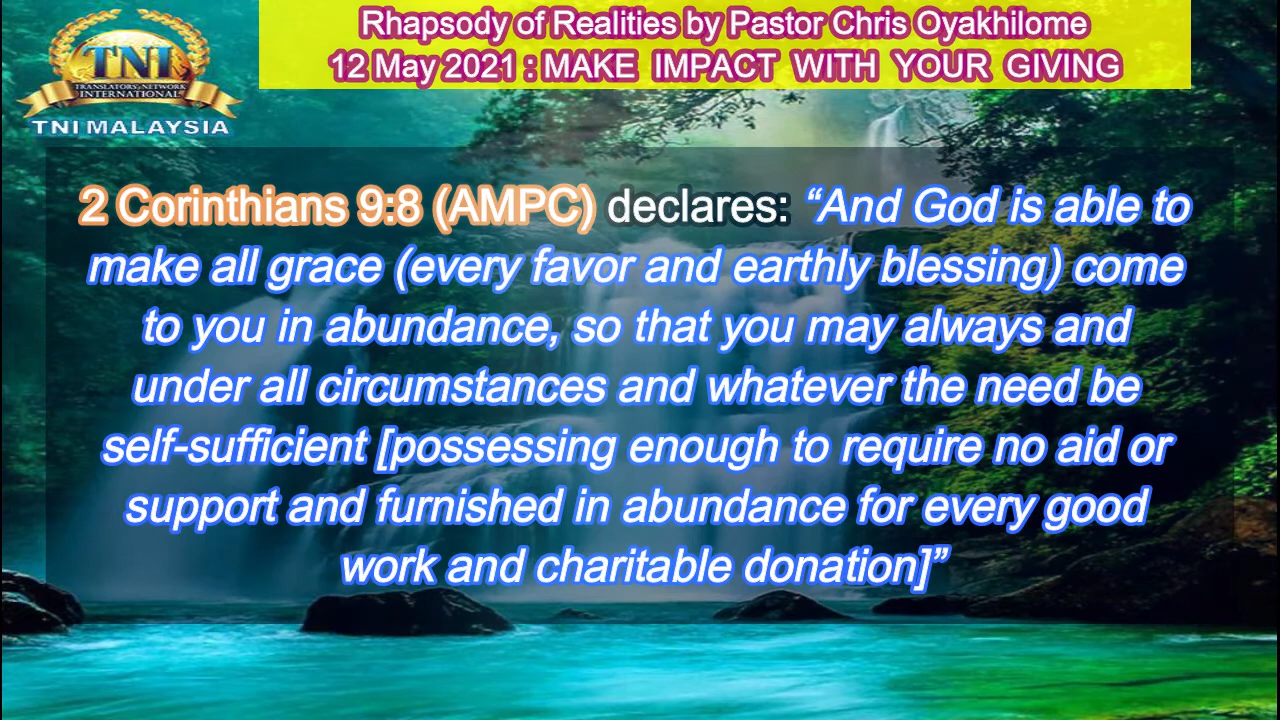 Rhapsody of Realities by Pastor Chris Oyakhilome
12 May 2021 : MAKE IMPACT WITH YOUR GIVING
TNI
TRANSLATORS' NETWORK
INTERNATIONAL
TNI MALAYSIA
2 Corinthians 9:8 (AMPC) declares: “And God is able to
make all grace (every favor and earthly blessing) come
to you in abundance, so that you may always and
under all circumstances and whatever the need be
self-sufficient [possessing enough to require no aid or
support and furnished in abundance for every good
work and charitable donation]”